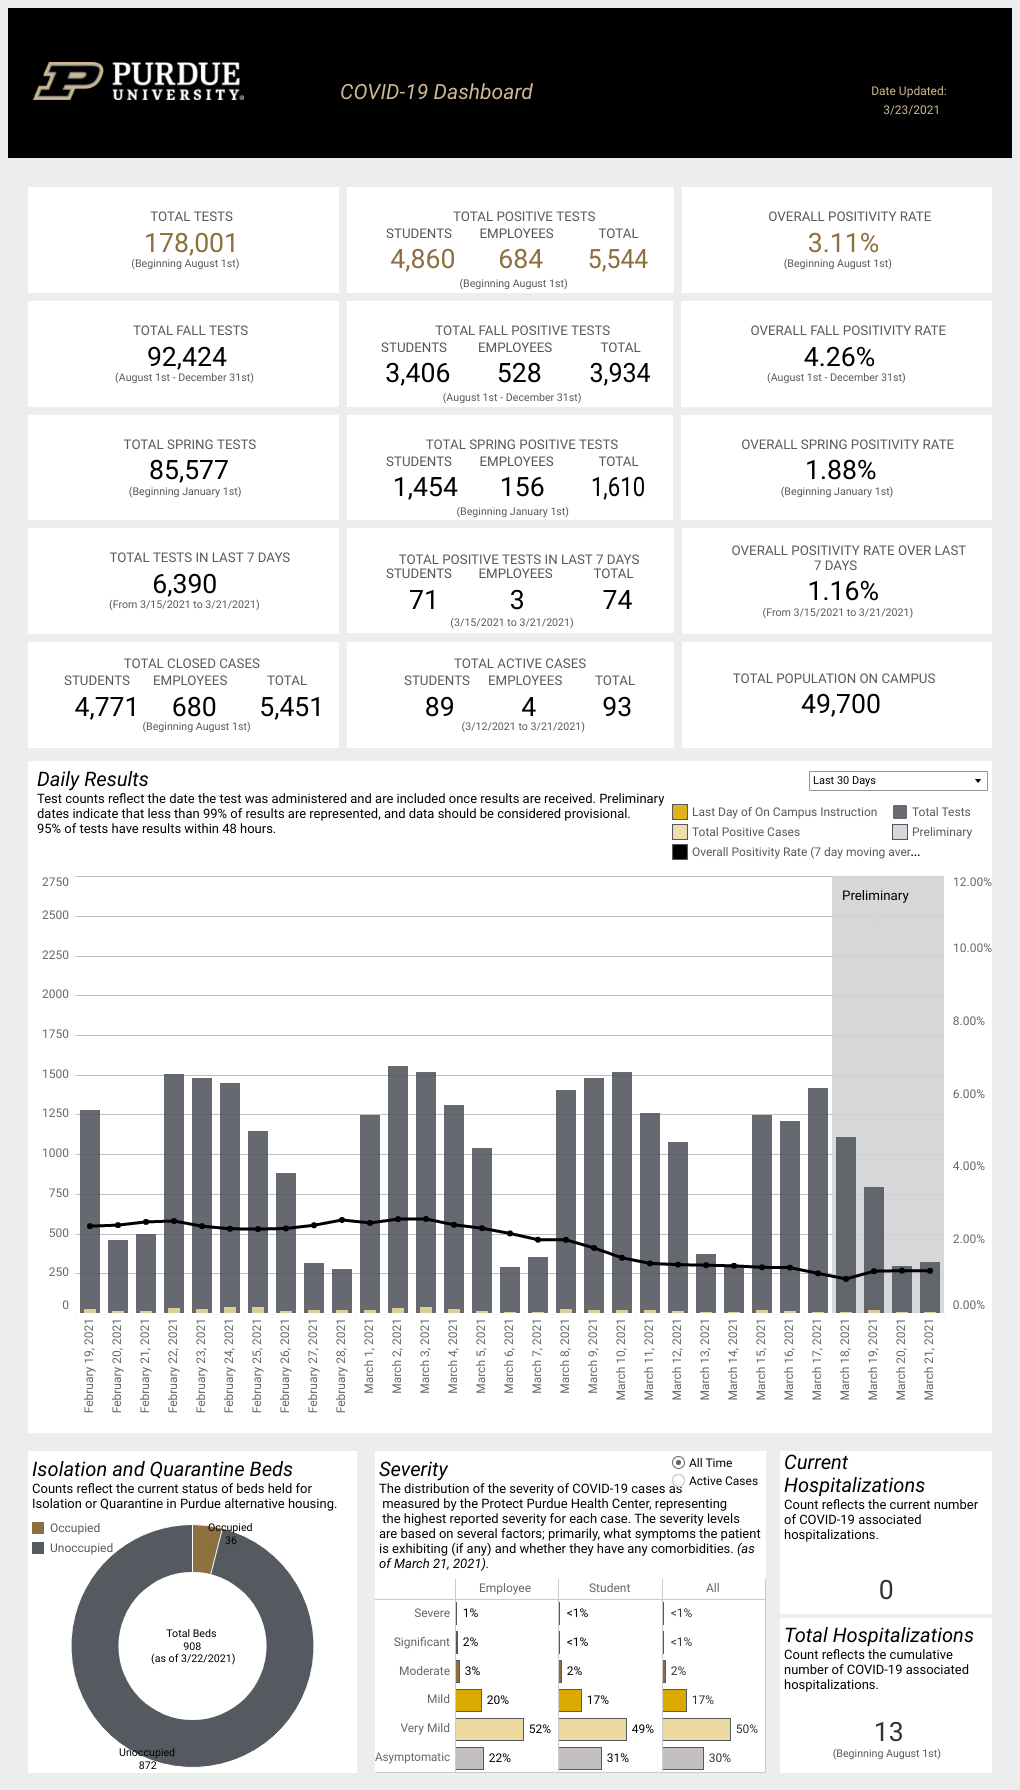 PURDUE
UNIVERSITY®
COVID-19 Dashboard
Date Updated:
3/23/2021
TOTAL TESTS
178,001
(Beginning August 1st)
TOTAL POSITIVE TESTS
STUDENTS EMPLOYEES TOTAL
4,860 684 5,544
(Beginning August 1st)
OVERALL POSITIVITY RATE
3.11%
(Beginning August 1st)
TOTAL FALL TESTS
92,424
(August 1st - December 31st)
TOTAL FALL POSITIVE TESTS
STUDENTS EMPLOYEES TOTAL
3,406 528 3,934
(August 1st - December 31st)
OVERALL FALL POSITIVITY RATE
4.26%
(August 1st - December 31st)
TOTAL SPRING TESTS
85,577
(Beginning January 1st)
TOTAL SPRING POSITIVE TESTS
STUDENTS EMPLOYEES TOTAL
1,454 156 1,610
(Beginning January 1st)
OVERALL SPRING POSITIVITY RATE
1.88%
(Beginning January 1st)
TOTAL TESTS IN LAST 7 DAYS
6,390
(From 3/15/2021 to 3/21/2021)
TOTAL POSITIVE TESTS IN LAST 7 DAYS
STUDENTS EMPLOYEES TOTAL
71 3 74
(3/15/2021 to 3/21/2021)
OVERALL POSITIVITY RATE OVER LAST
7 DAYS
1.16%
(From 3/15/2021 to 3/21/2021)
TOTAL CLOSED CASES
STUDENTS EMPLOYEES TOTAL
4,771 680 5,451
(Beginning August 1st)
TOTAL ACTIVE CASES
STUDENTS EMPLOYEES TOTAL
89 4 93
(3/12/2021 to 3/21/2021)
TOTAL POPULATION ON CAMPUS
49,700
Daily Results
Test counts reflect the date the test was administered and are included once results are received. Preliminary
dates indicate that less than 99% of results are represented, and data should be considered provisional.
95% of tests have results within 48 hours.
Last 30 Days
Last Day of On Campus Instruction
Total Tests
Total Positive Cases
Preliminary
Overall Positivity Rate (7 day moving aver...
2750
2500
2250
2000
1750
1500
1250
1000
750
500
250
0
Preliminary
12.00%
10.00%
8.00%
6.00%
4.00%
2.00%
0.00%
February 19, 2021
February 20, 2021
February 21, 2021
February 22, 2021
February 23, 2021
February 24, 2021
February 25, 2021
February 26, 2021
February 27, 2021
February 28, 2021
March 1, 2021
March 2, 2021
March 3, 2021
March 4, 2021
March 5, 2021
March 6, 2021
March 7, 2021
March 8, 2021
March 9, 2021
March 10, 2021
March 11, 2021
March 12, 2021
March 13, 2021
March 14, 2021
March 15, 2021
March 16, 2021
March 17, 2021
March 18, 2021
March 19, 2021
March 20, 2021
March 21, 2021
Isolation and Quarantine Beds
Counts reflect the current status of beds held for
Isolation or Quarantine in Purdue alternative housing.
Occupied
Unoccupied
Occupied
36
Total Beds
908
(as of 3/22/2021)
Unoccupied
872
Severity
All Time
Active Cases
The distribution of the severity of COVID-19 cases as
measured by the Protect Purdue Health Center, representing
the highest reported severity for each case. The severity levels
are based on several factors; primarily, what symptoms the patient
is exhibiting (if any) and whether they have any comorbidities. (as
of March 21, 2021).
Employee Student All
Severe 1% <1% <1%
Significant 2% <1% <1%
Moderate 3% 2% 2%
Mild 20% 17% 17%
Very Mild 52% 49% 50%
Asymptomatic 22% 31% 30%
Current
Hospitalizations
Count reflects the current number
of COVID-19 associated
hospitalizations.
0
Total Hospitalizations
Count reflects the cumulative
number of COVID-19 associated
hospitalizations.
13
(Beginning August 1st)